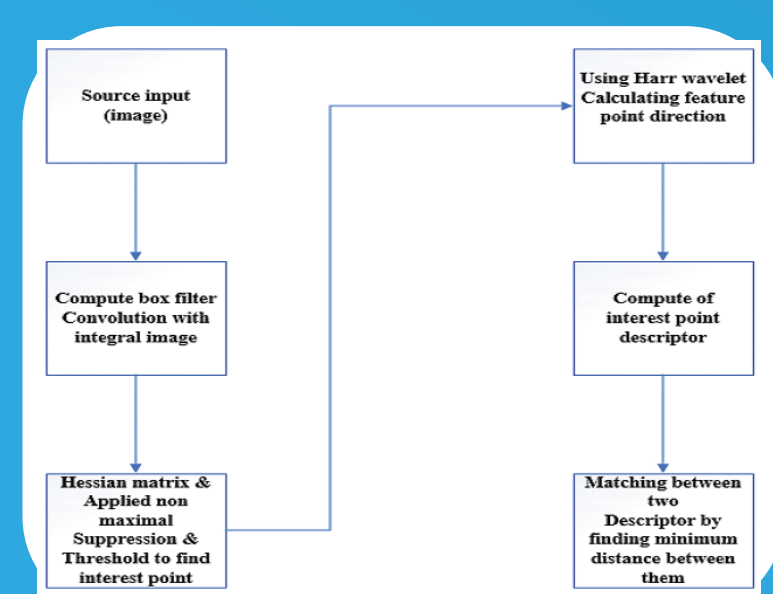 Source input
(image)
Compute box filter
Convolution with
integral image
Hessian matrix &
Applied non
maximal
Suppression &
Threshold to find
interest point
Using Harr wavelet
Calculating feature
point direction
Compute of
interest point
descriptor
Matching between
two
Descriptor by
finding minimum
distance between
them